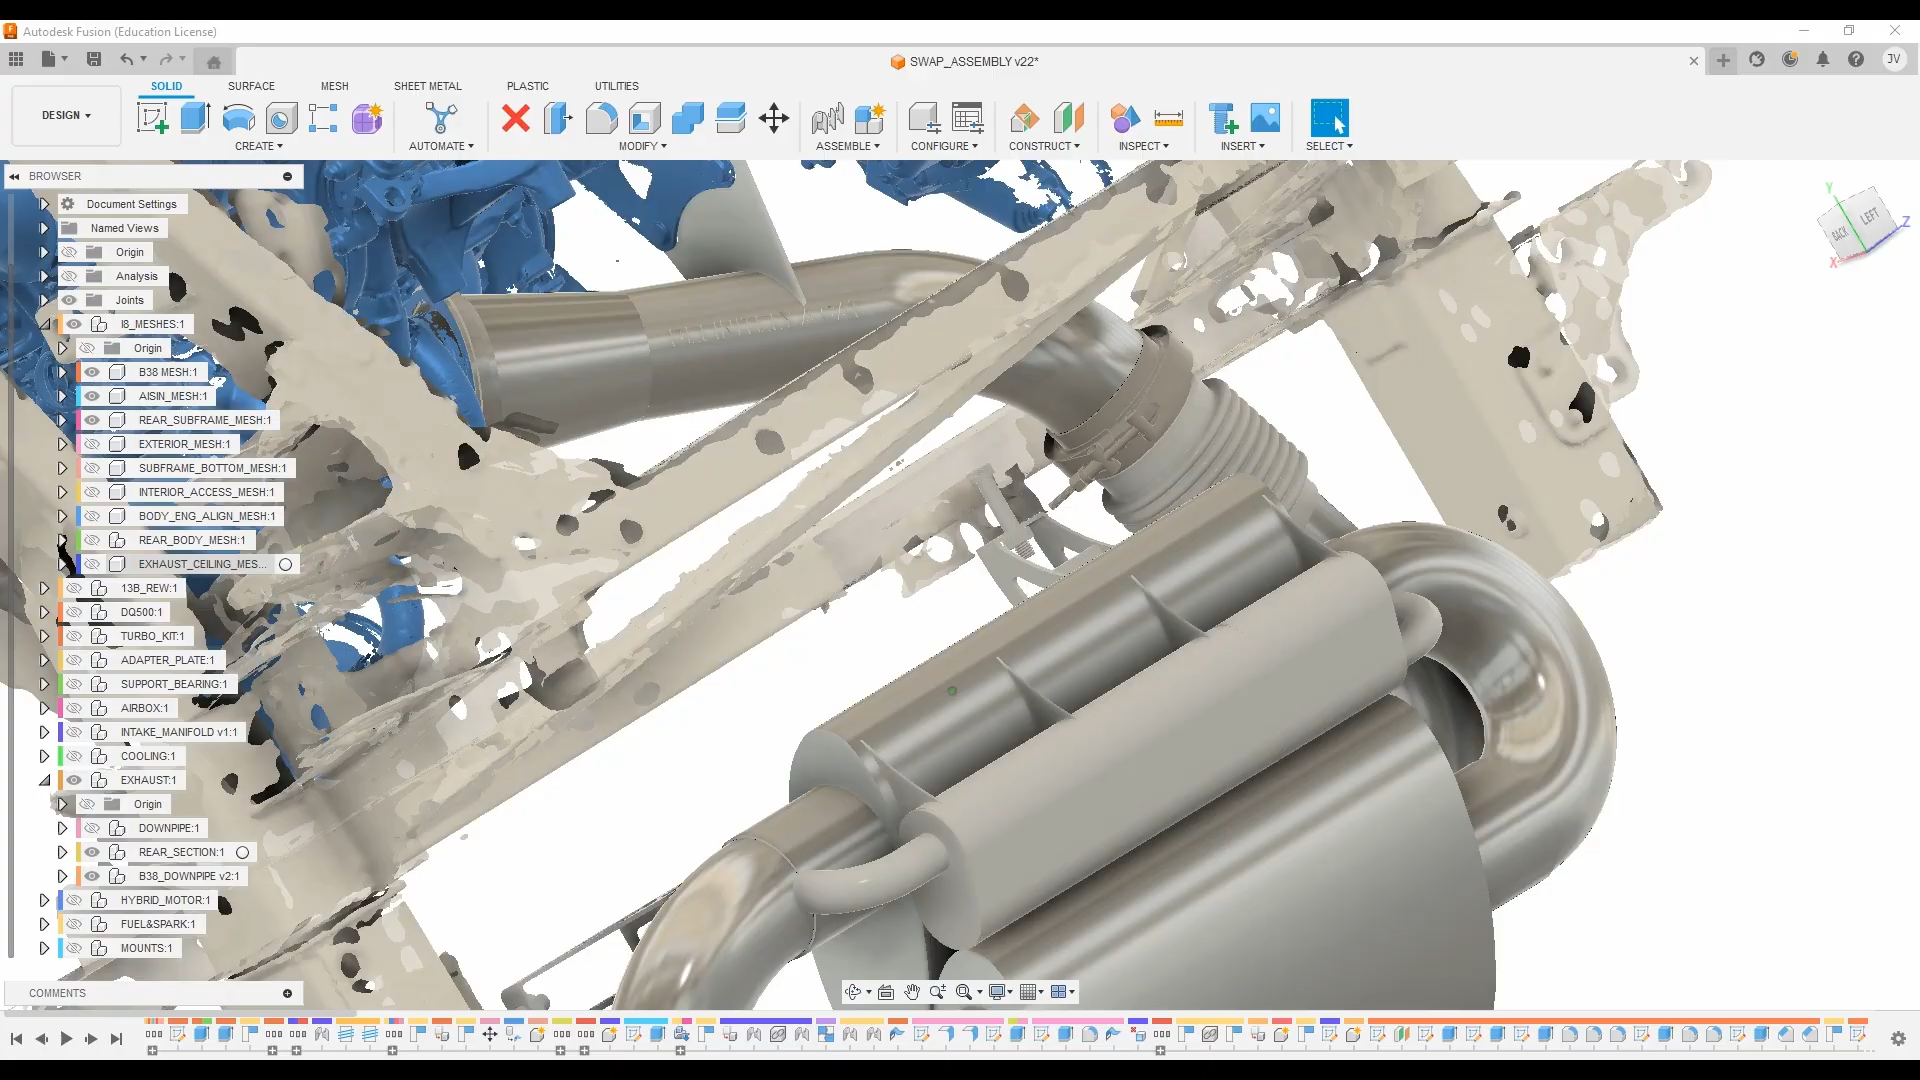 Autodesk Fusion (Education License)
SWAP_ASSEMBLY v22*
JV
SOLID
SURFACE
MESH
SHEET METAL
PLASTIC
UTILITIES
DESIGN
CREATE
AUTOMATE
MODIFY
ASSEMBLE
CONFIGURE
CONSTRUCT
INSPECT
INSERT
SELECT
BROWSER
Document Settings
Named Views
Origin
Analysis
Joints
I8_MESHES:1
Origin
B38 MESH:1
AISIN_MESH:1
REAR_SUBFRAME_MESH:1
EXTERIOR_MESH:1
SUBFRAME_BOTTOM_MESH:1
INTERIOR_ACCESS_MESH:1
BODY_ENG_ALIGN_MESH:1
REAR_BODY_MESH:1
EXHAUST_CEILING_MES...
13B_REW:1
DQ500:1
TURBO_KIT:1
ADAPTER_PLATE:1
SUPPORT_BEARING:1
AIRBOX:1
INTAKE_MANIFOLD v1:1
COOLING:1
EXHAUST:1
Origin
DOWNPIPE:1
REAR_SECTION:1
B38_DOWNPIPE v2:1
HYBRID_MOTOR:1
FUEL&SPARK:1
MOUNTS:1
COMMENTS
Y
LEFT
BACK
Z
X